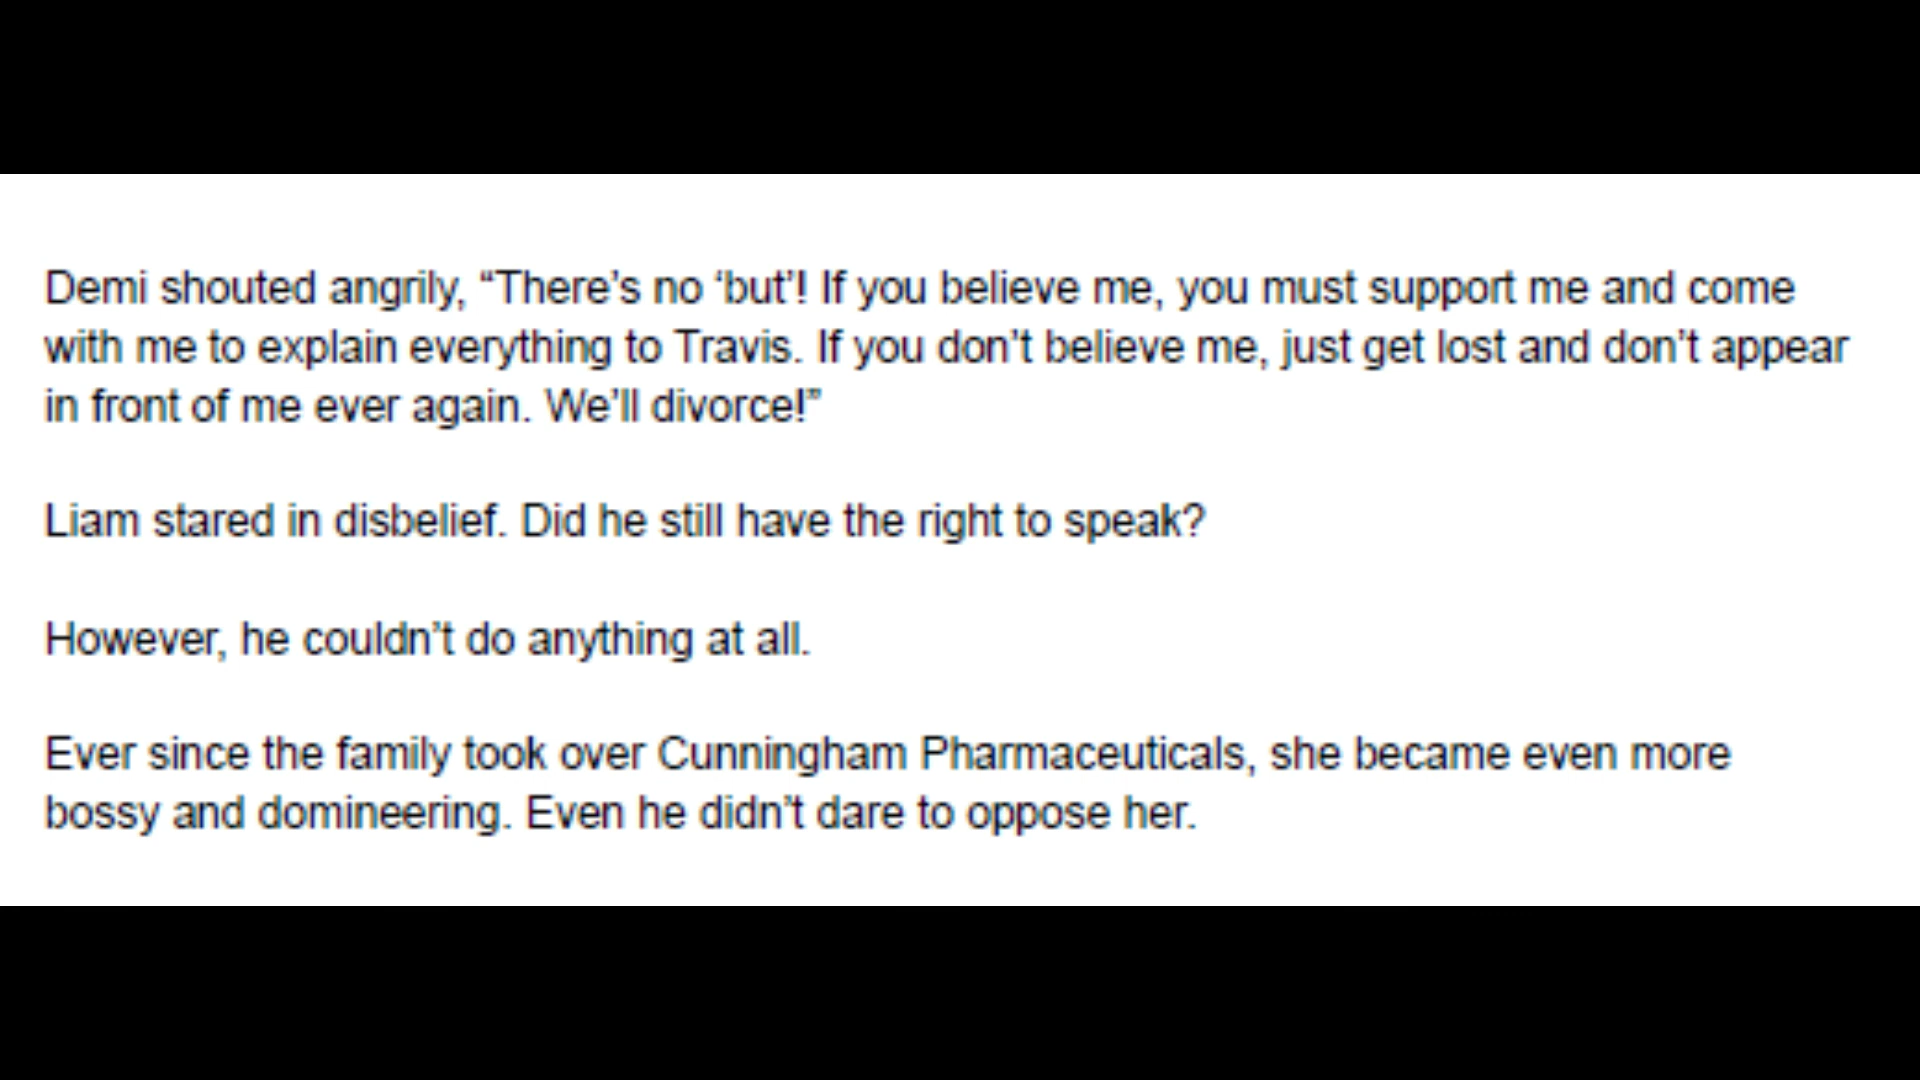 Demi shouted angrily, “There’s no ‘but’! If you believe me, you must support me and come
with me to explain everything to Travis. If you don’t believe me, just get lost and don’t appear
in front of me ever again. We’ll divorce!”
Liam stared in disbelief. Did he still have the right to speak?
However, he couldn’t do anything at all.
Ever since the family took over Cunningham Pharmaceuticals, she became even more
bossy and domineering. Even he didn’t dare to oppose her.